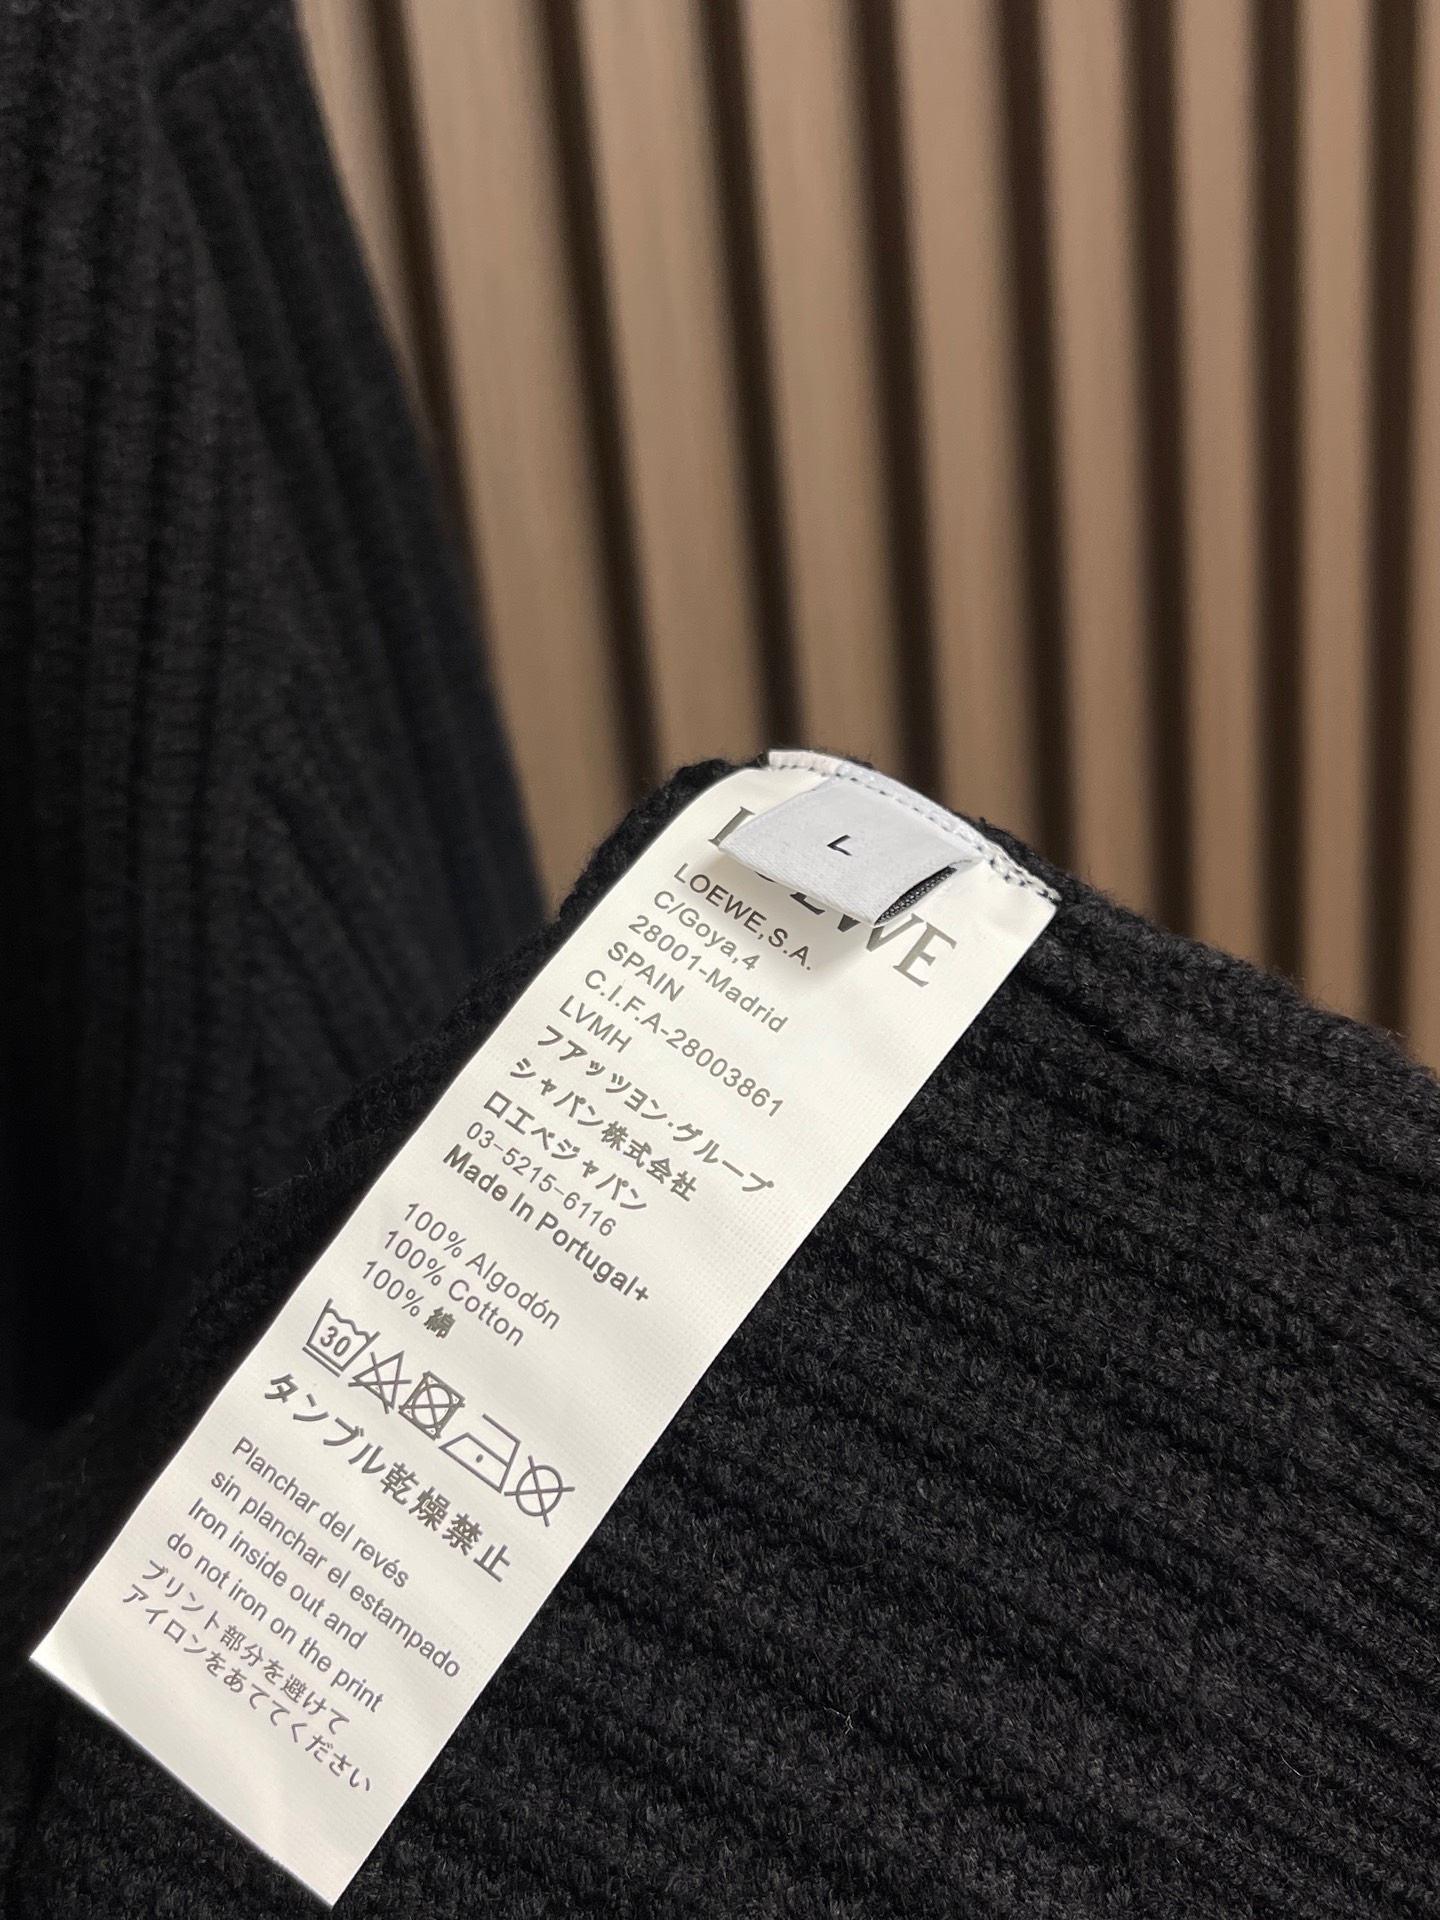 L
LOEWE
LOEWE,S.A.
C/Goya,4
28001-Madrid
SPAIN
C.I.F.A-28003861
LVMH
フアッツヨン·グループ
シャパン株式会社
ロエベジャパン
03-5215-6116
Made In Portugal+
100% Algodón
100% Cotton
100% 綿
30
タンブル乾燥禁止
Planchar del revés
sin planchar el estampado
Iron inside out and
do not iron on the print
プリント部分を避けて
アイロンをあててください